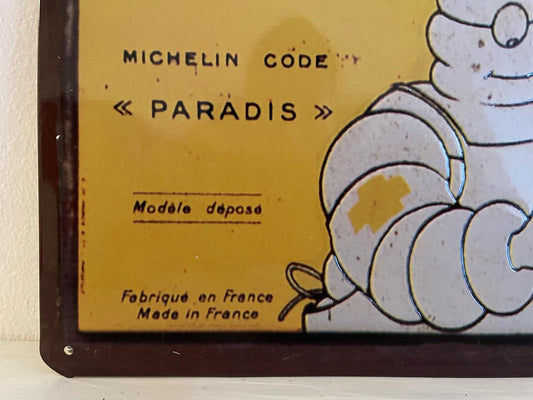 MICHELIN CODE
« PARADIS »
Modèle déposé
Fabriqué en France
Made in France